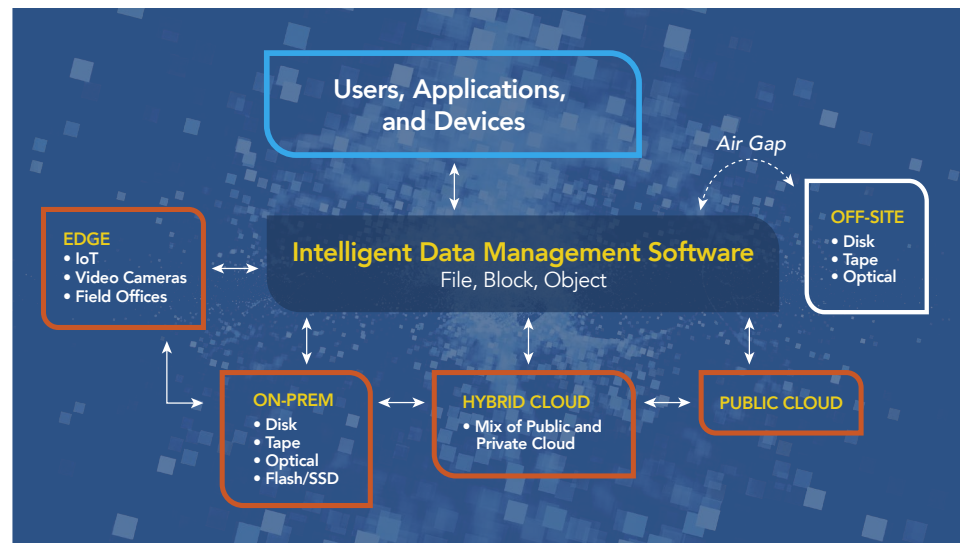 Users, Applications,
and Devices
Air Gap
OFF-SITE
• Disk
• Tape
• Optical
EDGE
• IoT
• Video Cameras
• Field Offices
Intelligent Data Management Software
File, Block, Object
ON-PREM
• Disk
• Tape
• Optical
• Flash/SSD
HYBRID CLOUD
• Mix of Public and
Private Cloud
PUBLIC CLOUD